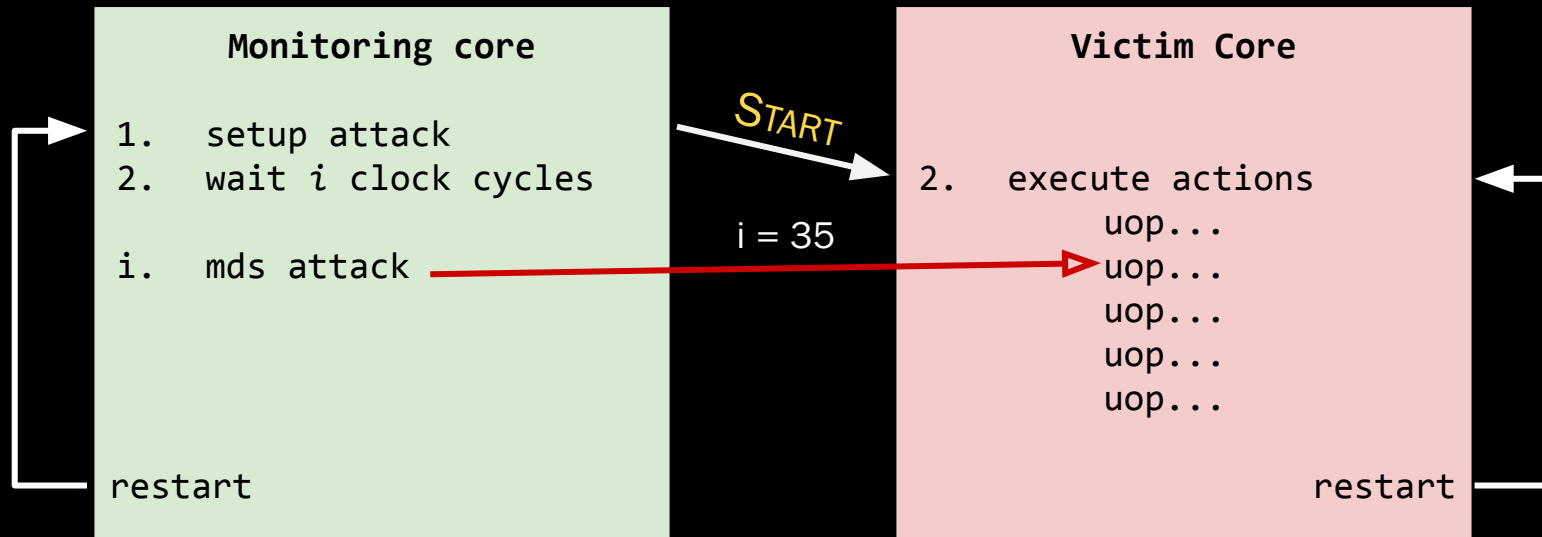 Monitoring core
1. setup attack
2. wait i clock cycles
i. mds attack
restart
START
i = 35
Victim Core
2. execute actions
uop...
uop...
uop...
uop...
uop...
restart